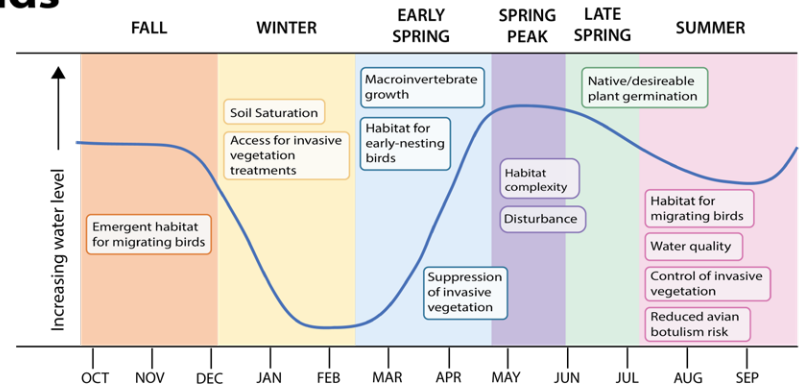 FALL
WINTER
EARLY
SPRING
SPRING
PEAK
LATE
SPRING
SUMMER
Increasing water level
Emergent habitat
for migrating birds
Soil Saturation
Access for invasive
vegetation
treatments
Macroinvertebrate
growth
Habitat for
early-nesting
birds
Suppression
of invasive
vegetation
Habitat
complexity
Disturbance
Native/desireable
plant germination
Habitat for
migrating birds
Water quality
Control of invasive
vegetation
Reduced avian
botulism risk
OCT NOV DEC JAN FEB MAR APR MAY JUN JUL AUG SEP